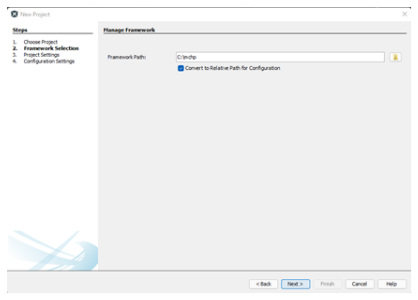 New Project
Steps
1. Choose Project
2. Framework Selection
3. Project Settings
4. Configuration Settings
Manage Framework
Framework Path:
Convert to Relative Path for Configuration
< Back
Next >
Finish
Cancel
Help